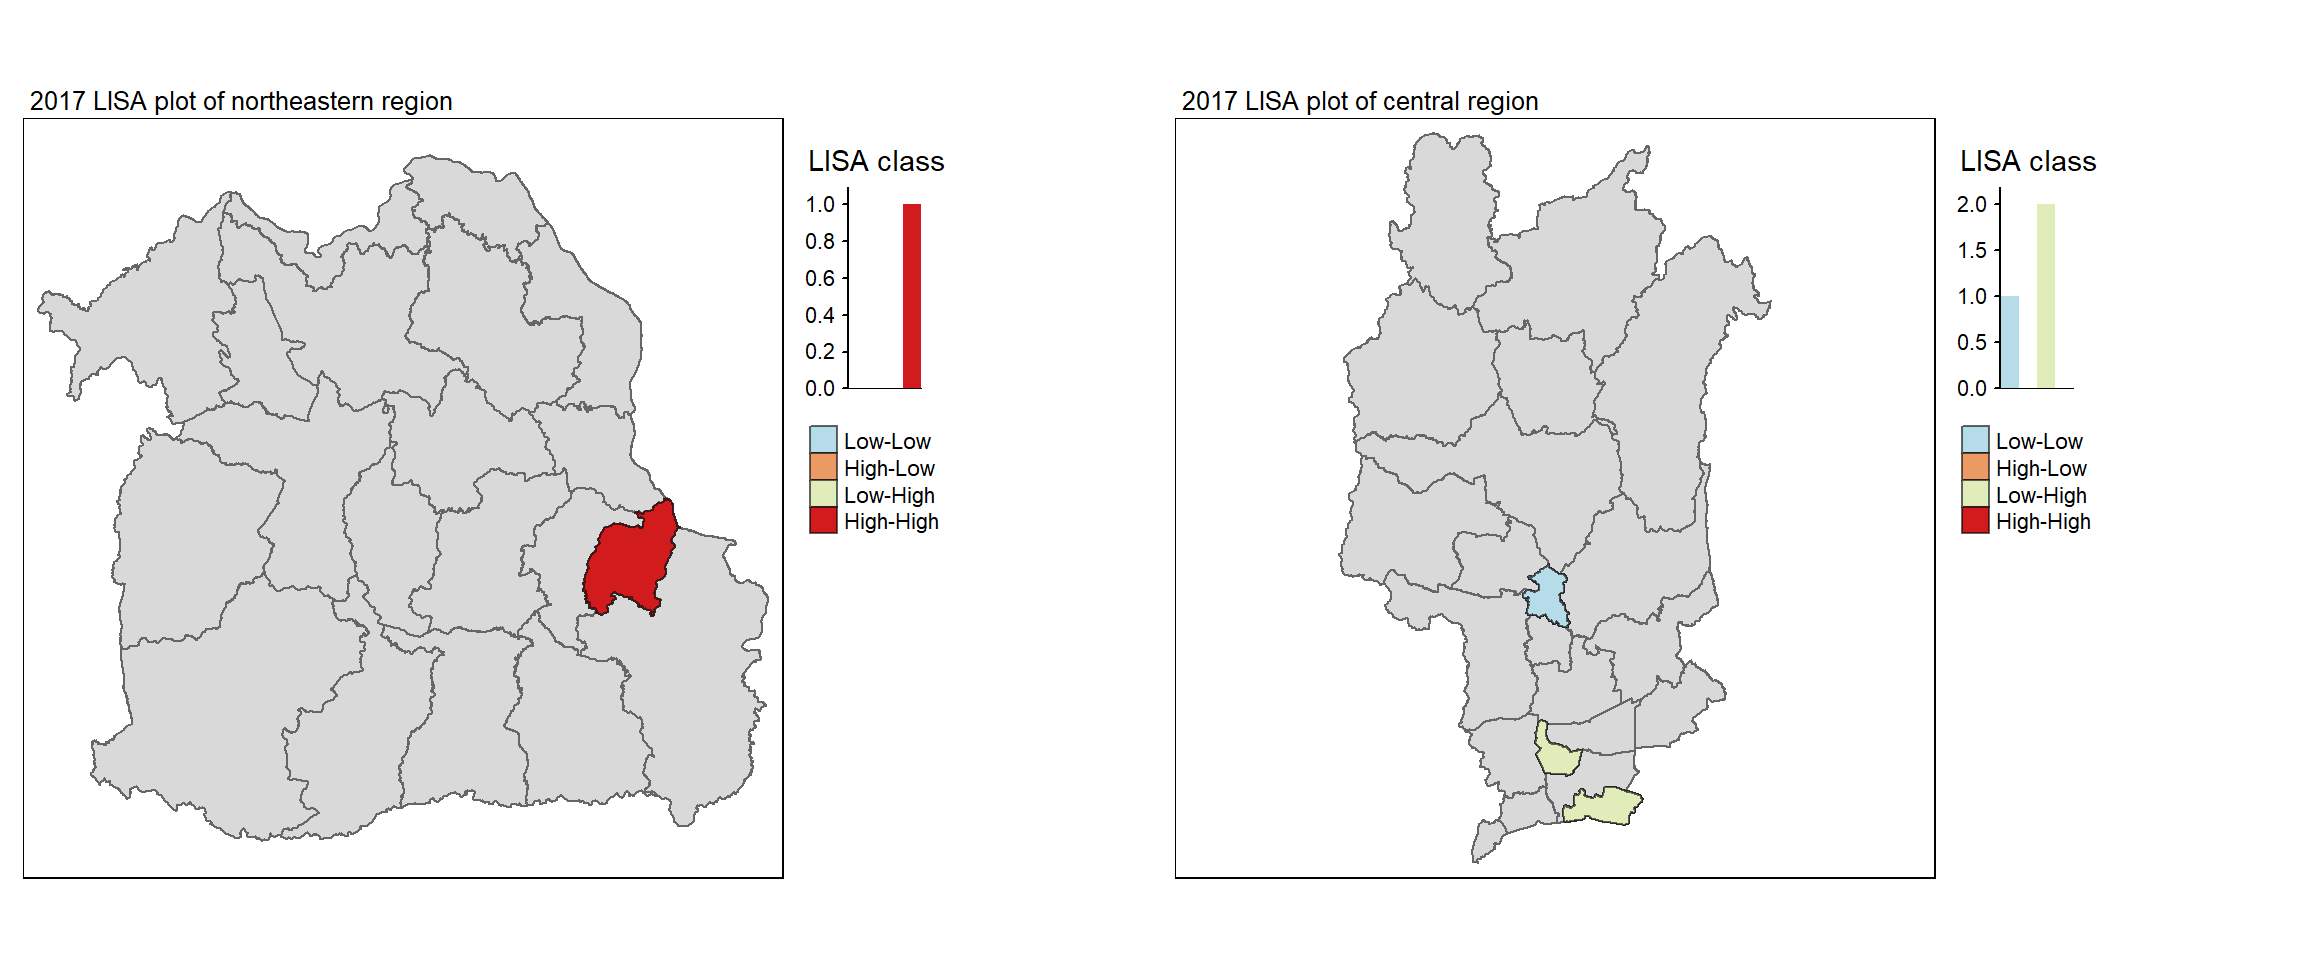 2017 LISA plot of northeastern region
LISA class
1.0
0.8
0.6
0.4
0.2
0.0
Low-Low
High-Low
Low-High
High-High
2017 LISA plot of central region
LISA class
2.0
1.5
1.0
0.5
0.0
Low-Low
High-Low
Low-High
High-High